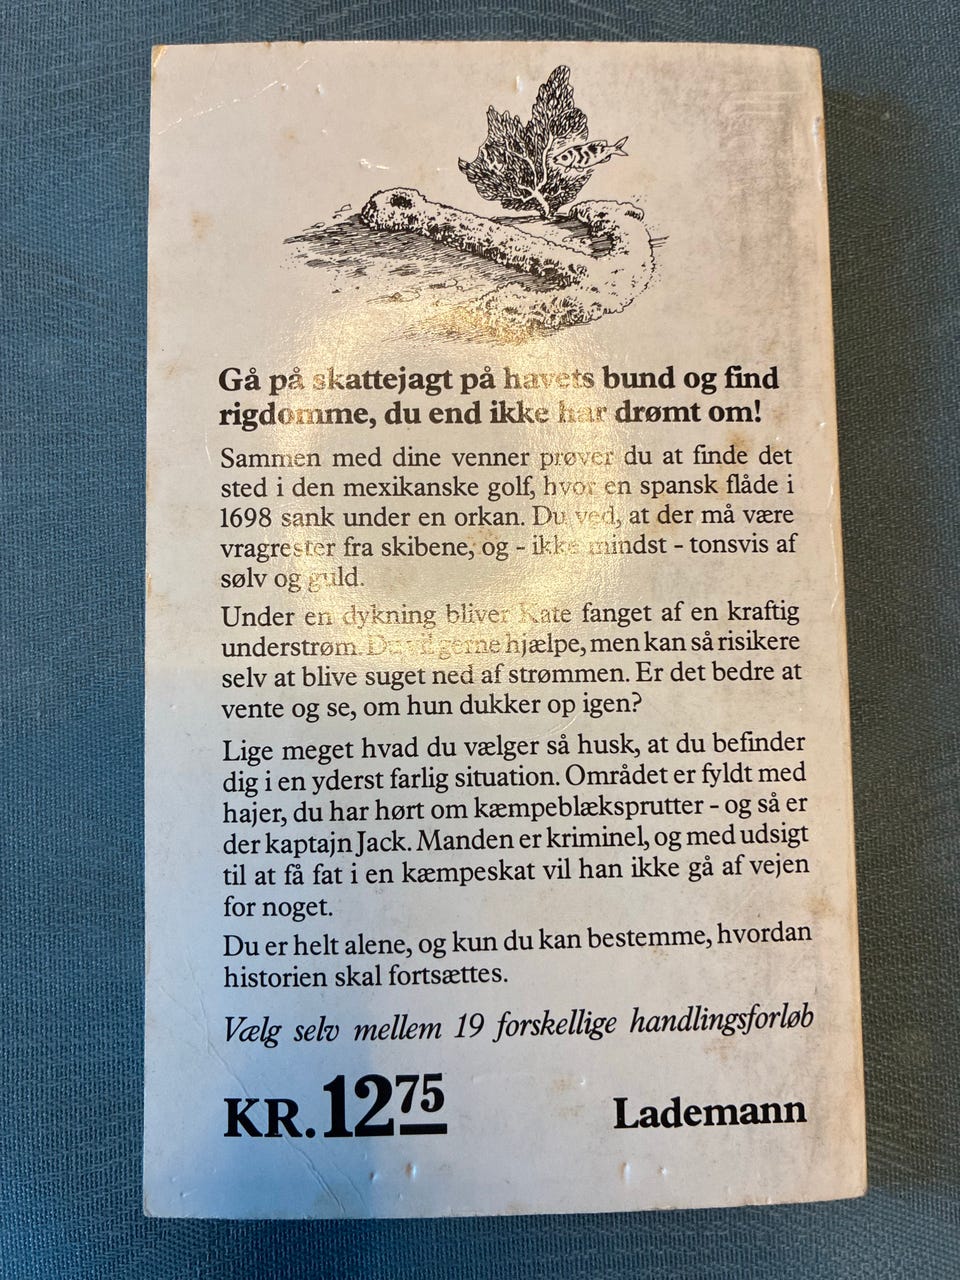 Gå på skattejagt på havets bund og find
rigdomme, du end ikke har drømt om!
Sammen med dine venner prøver du at finde det
sted i den mexikanske golf, hvor en spansk flåde i
1698 sank under en orkan. Du ved, at der må være
vragrester fra skibene, og - ikke mindst - tonsvis af
sølv og guld.
Under en dykning bliver Kate fanget af en kraftig
understrøm. Du vil gerne hjælpe, men kan så risikere
selv at blive suget ned af strømmen. Er det bedre at
vente og se, om hun dukker op igen?
Lige meget hvad du vælger så husk, at du befinder
dig i en yderst farlig situation. Området er fyldt med
hajer, du har hørt om kæmpeblæksprutter - og så er
der kaptajn Jack. Manden er kriminel, og med udsigt
til at få fat i en kæmpeskat vil han ikke gå af vejen
for noget.
Du er helt alene, og kun du kan bestemme, hvordan
historien skal fortsættes.
Vælg selv mellem 19 forskellige handlingsforløb
KR. 12 75
Lademann